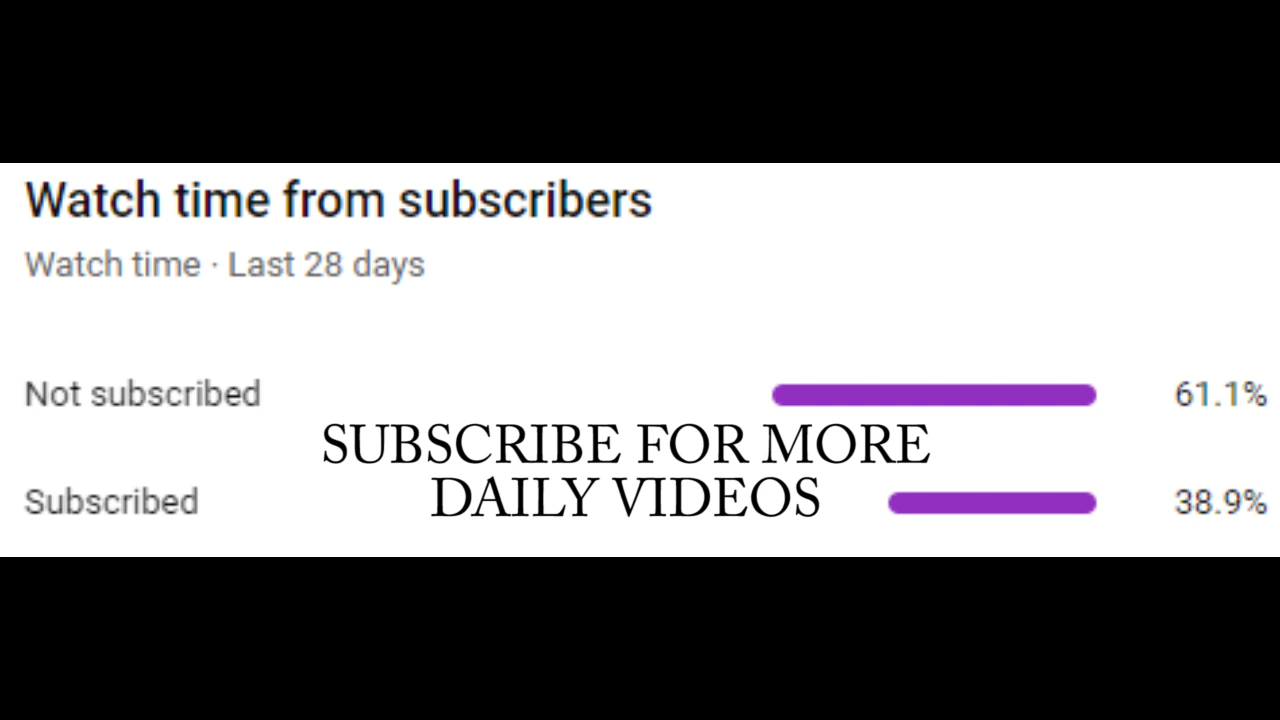 Watch time from subscribers
Watch time · Last 28 days
Not subscribed 61.1%
SUBSCRIBE FOR MORE
DAILY VIDEOS
Subscribed 38.9%